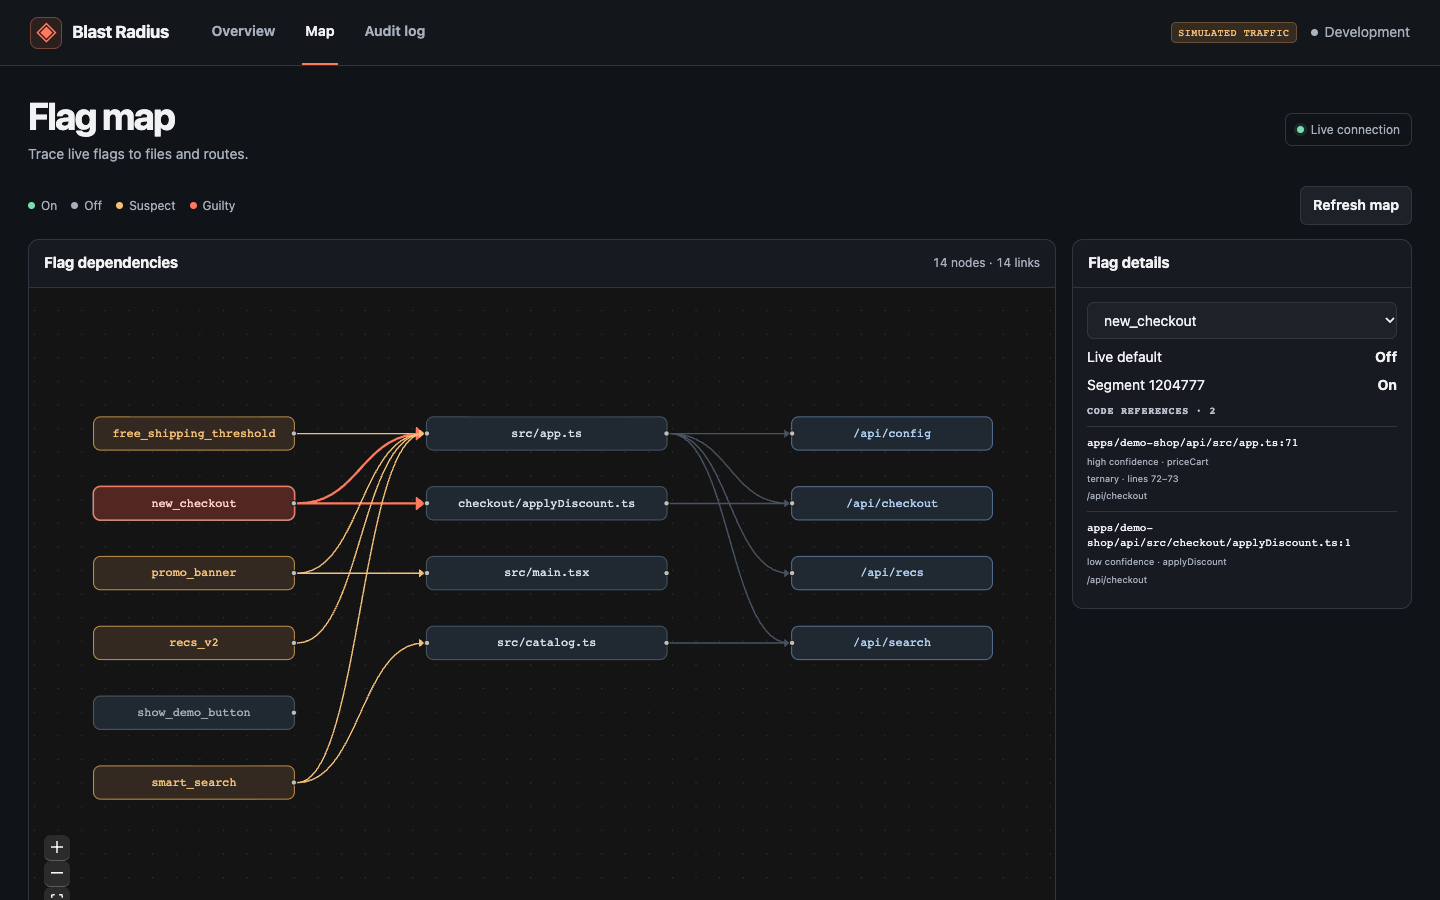 Blast Radius
Overview
Map
Audit log
SIMULATED TRAFFIC
Development
Flag map
Trace live flags to files and routes.
Live connection
On
Off
Suspect
Guilty
Refresh map
Flag dependencies
14 nodes · 14 links
free_shipping_threshold
src/app.ts
/api/config
new_checkout
checkout/applyDiscount.ts
/api/checkout
promo_banner
src/main.tsx
/api/recs
recs_v2
src/catalog.ts
/api/search
show_demo_button
smart_search
Flag details
new_checkout
Live default
Off
Segment 1204777
On
CODE REFERENCES · 2
apps/demo-shop/api/src/app.ts:71
high confidence · priceCart
ternary · lines 72–73
/api/checkout
apps/demo-
shop/api/src/checkout/applyDiscount.ts:1
low confidence · applyDiscount
/api/checkout